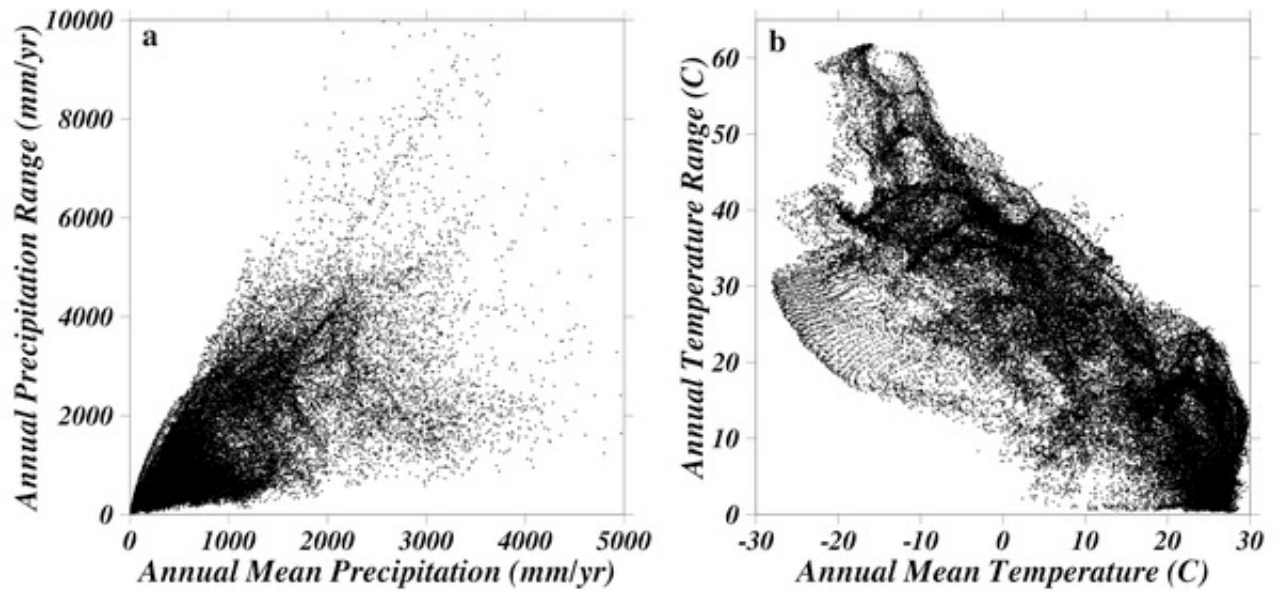 a
Annual Precipitation Range (mm/yr)
10000
8000
6000
4000
2000
0
0 1000 2000 3000 4000 5000
Annual Mean Precipitation (mm/yr)
b
Annual Temperature Range (C)
60
50
40
30
20
10
0
-30 -20 -10 0 10 20 30
Annual Mean Temperature (C)